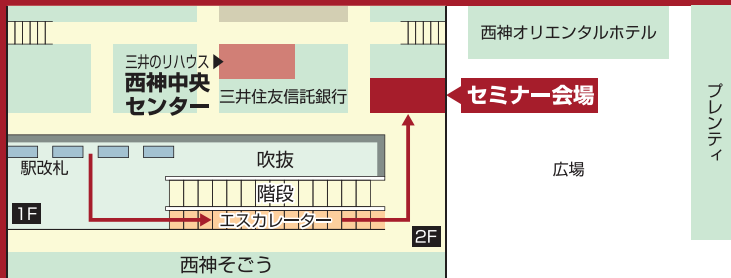 西神オリエンタルホテル
三井のリハウス▶
西神中央
センター
三井住友信託銀行
セミナー会場
プレンティ
駅改札
吹抜
広場
階段
1F
エスカレーター
2F
西神そごう